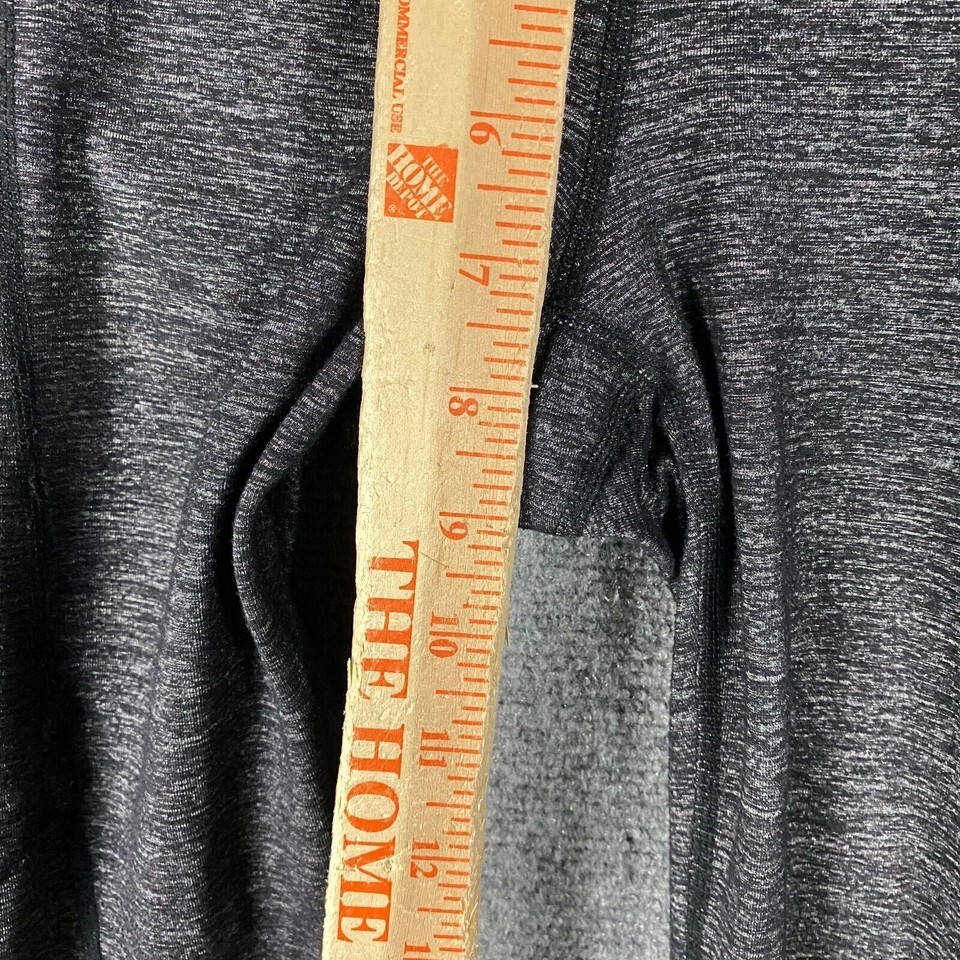 COMMERCIAL USE
THE
HOME
DEPOT
®
THE HOME
6
7
8
9
10
11
12